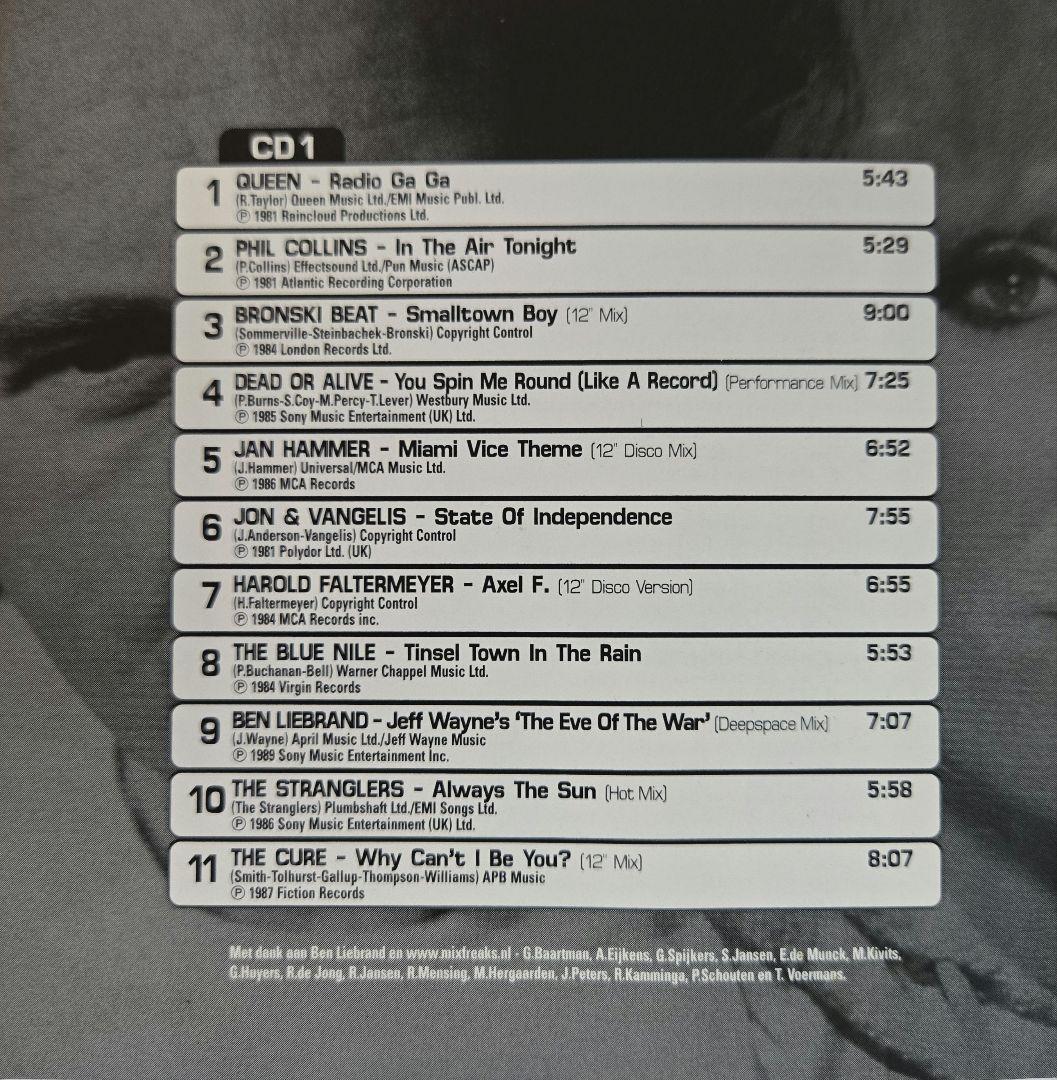 CD 1
1 QUEEN - Radio Ga Ga 5:43
(R.Taylor) Queen Music Ltd./EMI Music Publ. Ltd.
℗ 1981 Raincloud Productions Ltd.
2 PHIL COLLINS - In The Air Tonight 5:29
(P.Collins) Effectsound Ltd./Pun Music (ASCAP)
℗ 1981 Atlantic Recording Corporation
3 BRONSKI BEAT - Smalltown Boy (12" Mix) 9:00
(Sommerville-Steinbachek-Bronski) Copyright Control
℗ 1984 London Records Ltd.
4 DEAD OR ALIVE - You Spin Me Round (Like A Record) (Performance Mix) 7:25
(P.Burns-S.Coy-M.Percy-T.Lever) Westbury Music Ltd.
℗ 1985 Sony Music Entertainment (UK) Ltd.
5 JAN HAMMER - Miami Vice Theme (12" Disco Mix) 6:52
(J.Hammer) Universal/MCA Music Ltd.
℗ 1986 MCA Records
6 JON & VANGELIS - State Of Independence 7:55
(J.Anderson-Vangelis) Copyright Control
℗ 1981 Polydor Ltd. (UK)
7 HAROLD FALTERMEYER - Axel F. (12" Disco Version) 6:55
(H.Faltermeyer) Copyright Control
℗ 1984 MCA Records inc.
8 THE BLUE NILE - Tinsel Town In The Rain 5:53
(P.Buchanan-Bell) Warner Chappel Music Ltd.
℗ 1984 Virgin Records
9 BEN LIEBRAND - Jeff Wayne's 'The Eve Of The War' (Deepspace Mix) 7:07
(J.Wayne) April Music Ltd./Jeff Wayne Music
℗ 1989 Sony Music Entertainment Inc.
10 THE STRANGLERS - Always The Sun (Hot Mix) 5:58
(The Stranglers) Plumbshaft Ltd./EMI Songs Ltd.
℗ 1986 Sony Music Entertainment (UK) Ltd.
11 THE CURE - Why Can't I Be You? (12" Mix) 8:07
(Smith-Tolhurst-Gallup-Thompson-Williams) APB Music
℗ 1987 Fiction Records
Met dank aan Ben Liebrand en www.mixfreaks.nl - G.Baartman, A.Eijkens, G.Spijkers, S.Jansen, E.de Munck, M.Kivits,
G.Huyers, R.de Jong, R.Jansen, R.Mensing, M.Hergaarden, J.Peters, R.Kamminga, P.Schouten en T. Voermans.